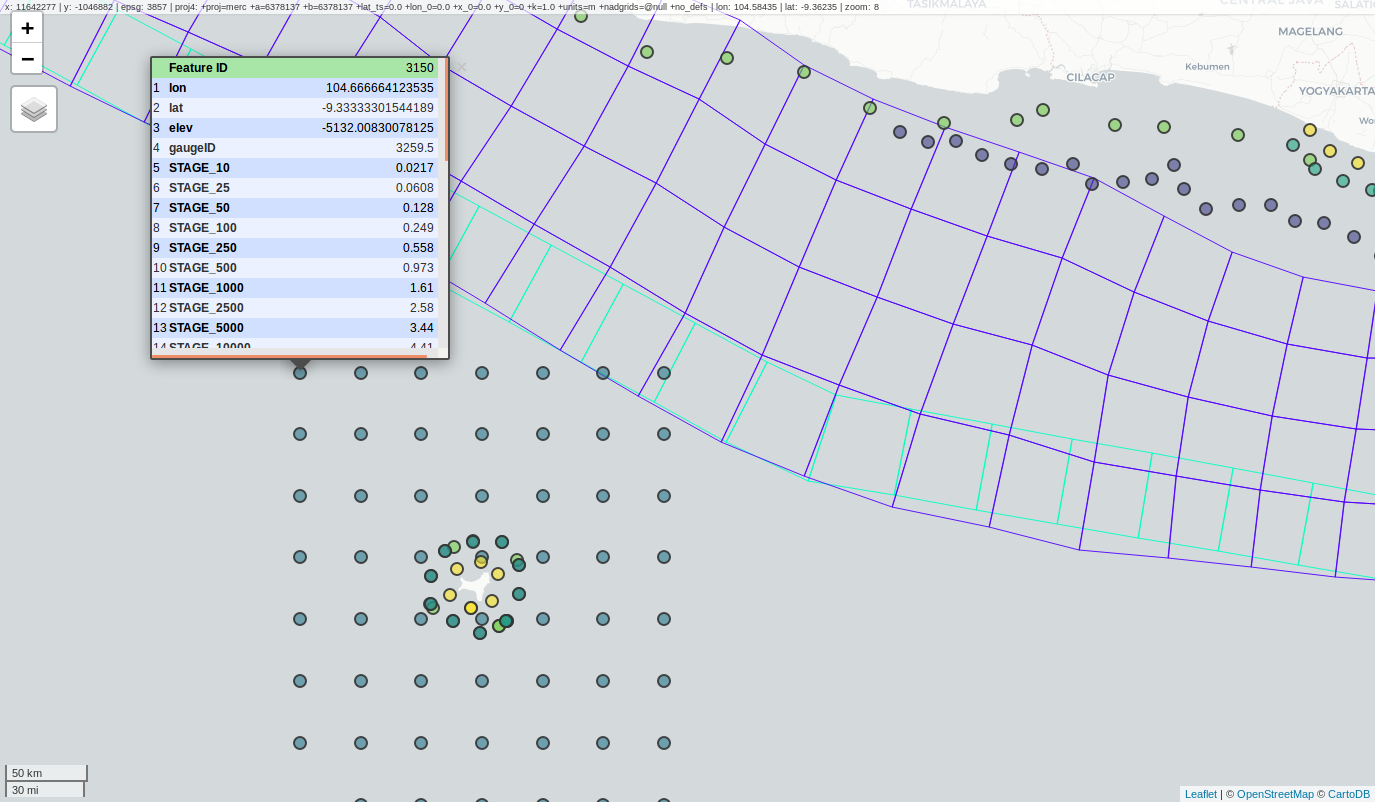 x: 11642277 | y: -1046882 | epsg: 3857 | proj4: +proj=merc +a=6378137 +b=6378137 +lat_ts=0.0 +lon_0=0.0 +x_0=0.0 +y_0=0 +k=1.0 +units=m +nadgrids=@null +no_defs | lon: 104.58435 | lat: -9.36235 | zoom: 8
TASIKMALAYA
CENTRAL JAVA
SALATI
+
−
MAGELANG
Kebumen
CILACAP
YOGYAKARTA
Wo
×
Feature ID 3150
1 lon 104.666664123535
2 lat -9.33333301544189
3 elev -5132.00830078125
4 gaugeID 3259.5
5 STAGE_10 0.0217
6 STAGE_25 0.0608
7 STAGE_50 0.128
8 STAGE_100 0.249
9 STAGE_250 0.558
10 STAGE_500 0.973
11 STAGE_1000 1.61
12 STAGE_2500 2.58
13 STAGE_5000 3.44
14 STAGE_10000 4.41
50 km
30 mi
Leaflet | © OpenStreetMap © CartoDB